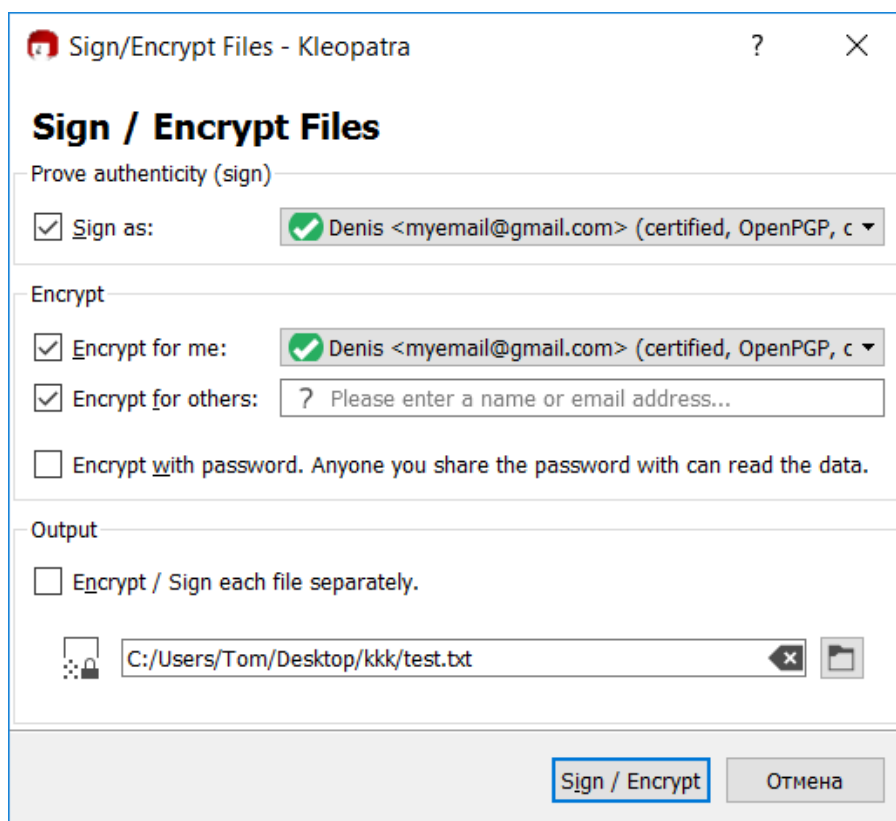 Sign/Encrypt Files - Kleopatra
Sign / Encrypt Files
Prove authenticity (sign)
Sign as: Denis <myemail@gmail.com> (certified, OpenPGP, c
Encrypt
Encrypt for me: Denis <myemail@gmail.com> (certified, OpenPGP, c
Encrypt for others: ? Please enter a name or email address...
Encrypt with password. Anyone you share the password with can read the data.
Output
Encrypt / Sign each file separately.
C:/Users/Tom/Desktop/kkk/test.txt
Sign / Encrypt Отмена